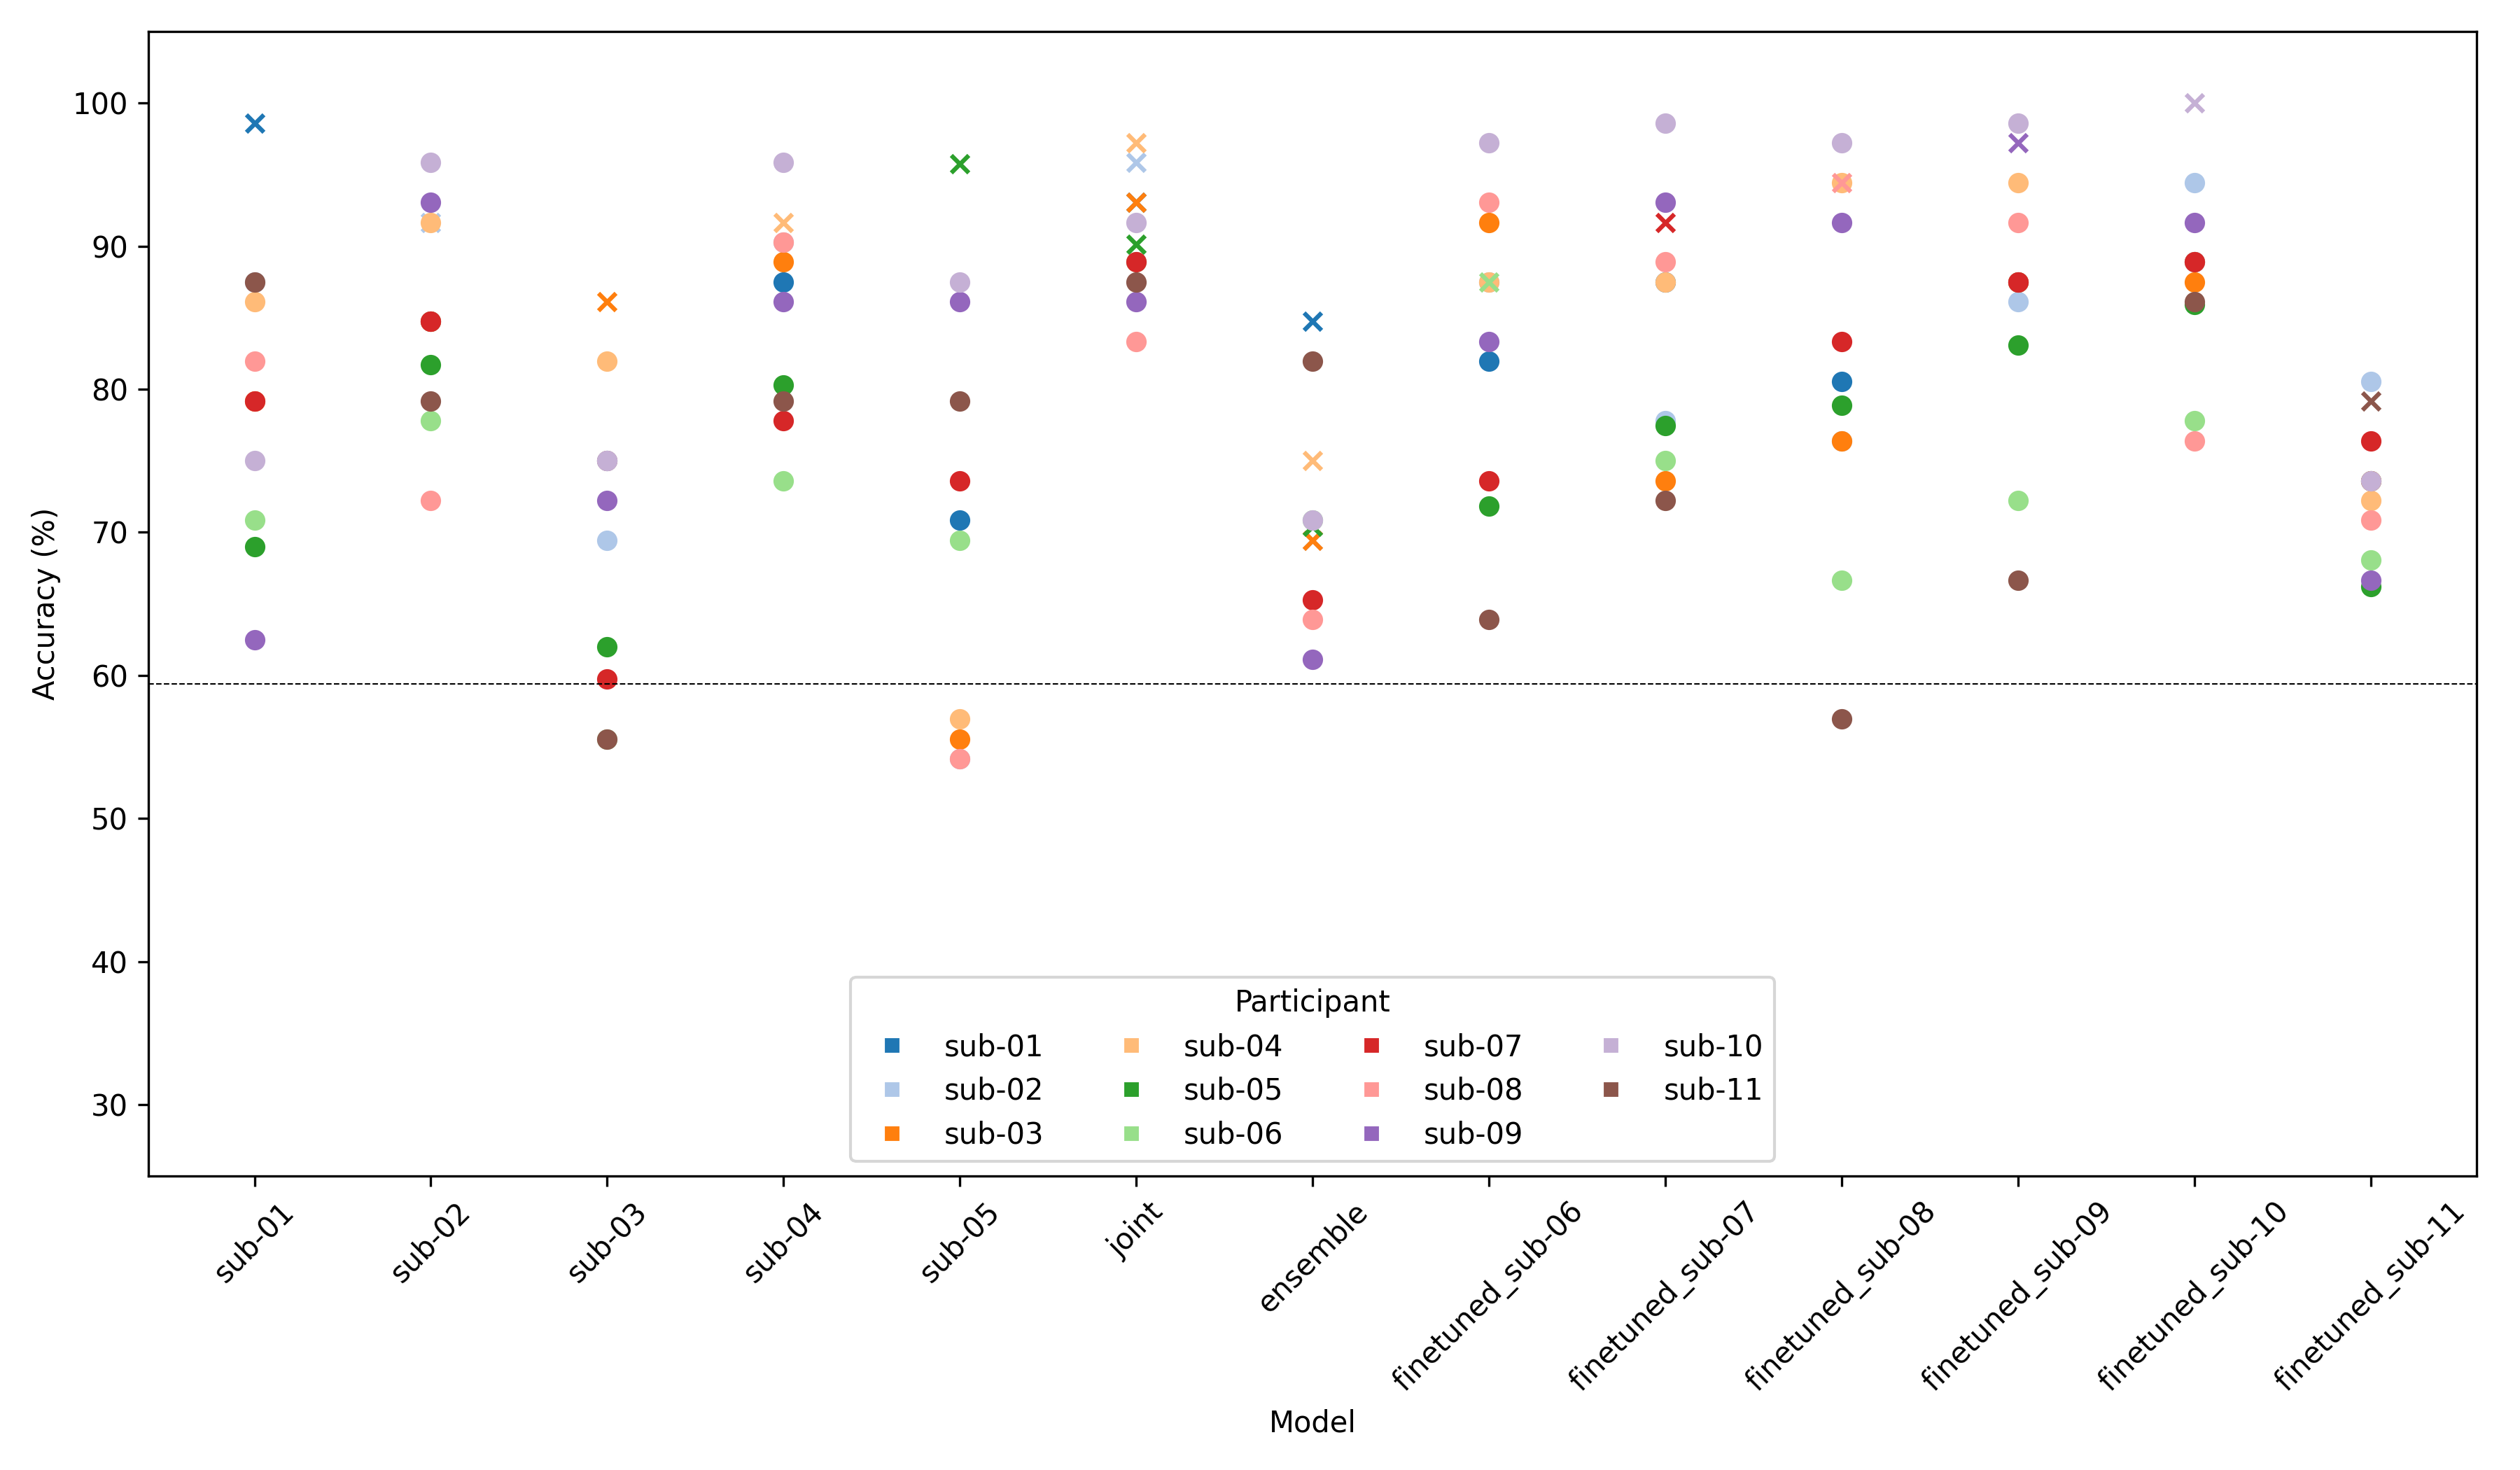 100
90
80
70
60
50
40
30
Accuracy (%)
Participant
sub-01 sub-04 sub-07 sub-10
sub-02 sub-05 sub-08 sub-11
sub-03 sub-06 sub-09
sub-01
sub-02
sub-03
sub-04
sub-05
joint
ensemble
finetuned_sub-06
finetuned_sub-07
finetuned_sub-08
finetuned_sub-09
finetuned_sub-10
finetuned_sub-11
Model